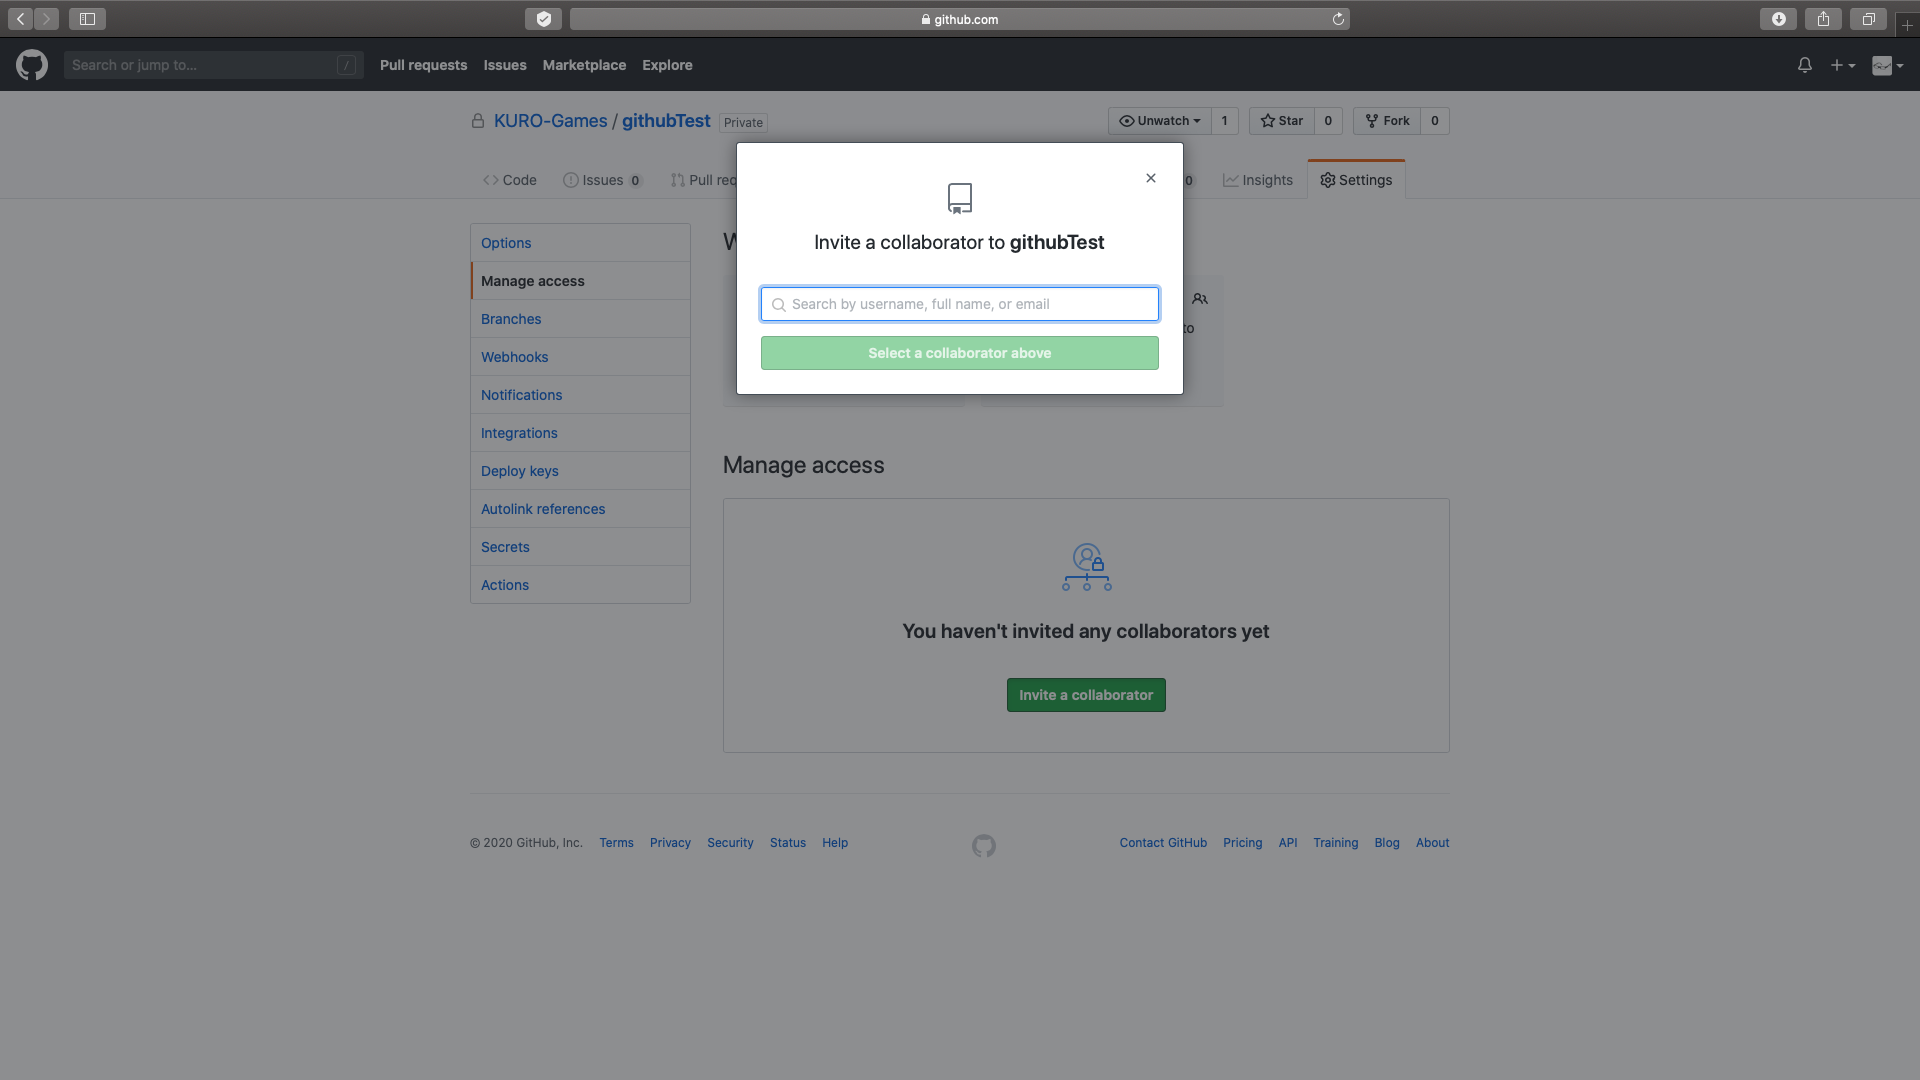 github.com
Search or jump to...
/
Pull requests
Issues
Marketplace
Explore
KURO-Games / githubTest
Private
Unwatch
1
Star
0
Fork
0
Code
Issues 0
Pull req
0
Insights
Settings
Invite a collaborator to githubTest
Search by username, full name, or email
Select a collaborator above
to
Options
Manage access
Branches
Webhooks
Notifications
Integrations
Deploy keys
Autolink references
Secrets
Actions
W
Manage access
You haven't invited any collaborators yet
Invite a collaborator
© 2020 GitHub, Inc.
Terms
Privacy
Security
Status
Help
Contact GitHub
Pricing
API
Training
Blog
About